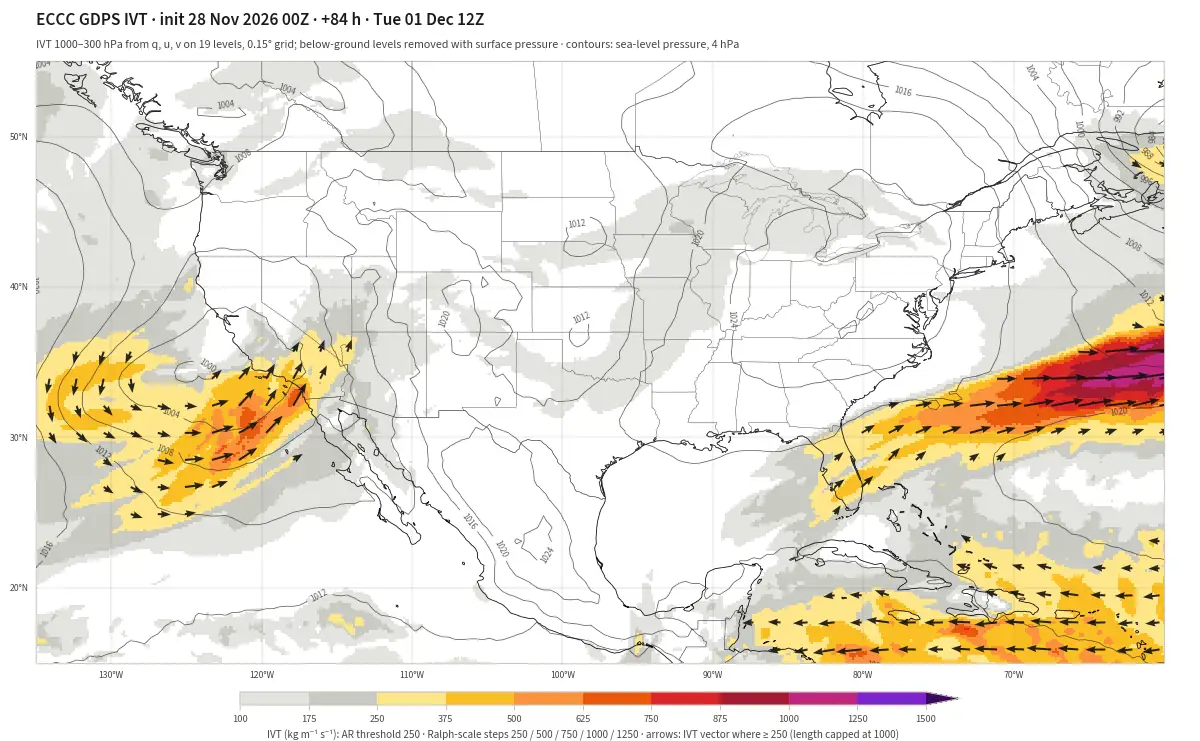 ECCC GDPS IVT · init 28 Nov 2026 00Z · +84 h · Tue 01 Dec 12Z
IVT 1000–300 hPa from q, u, v on 19 levels, 0.15° grid; below-ground levels removed with surface pressure · contours: sea-level pressure, 4 hPa
1004
1004
1004
1008
1016
1004
1000
992
988
1008
1012
50°N
40°N
30°N
20°N
1012
1020
1020
1012
1024
1000
1004
1008
1012
1016
1020
1016
1020
1024
1012
130°W
120°W
110°W
100°W
90°W
80°W
70°W
100
175
250
375
500
625
750
875
1000
1250
1500
IVT (kg m⁻¹ s⁻¹): AR threshold 250 · Ralph-scale steps 250 / 500 / 750 / 1000 / 1250 · arrows: IVT vector where ≥ 250 (length capped at 1000)